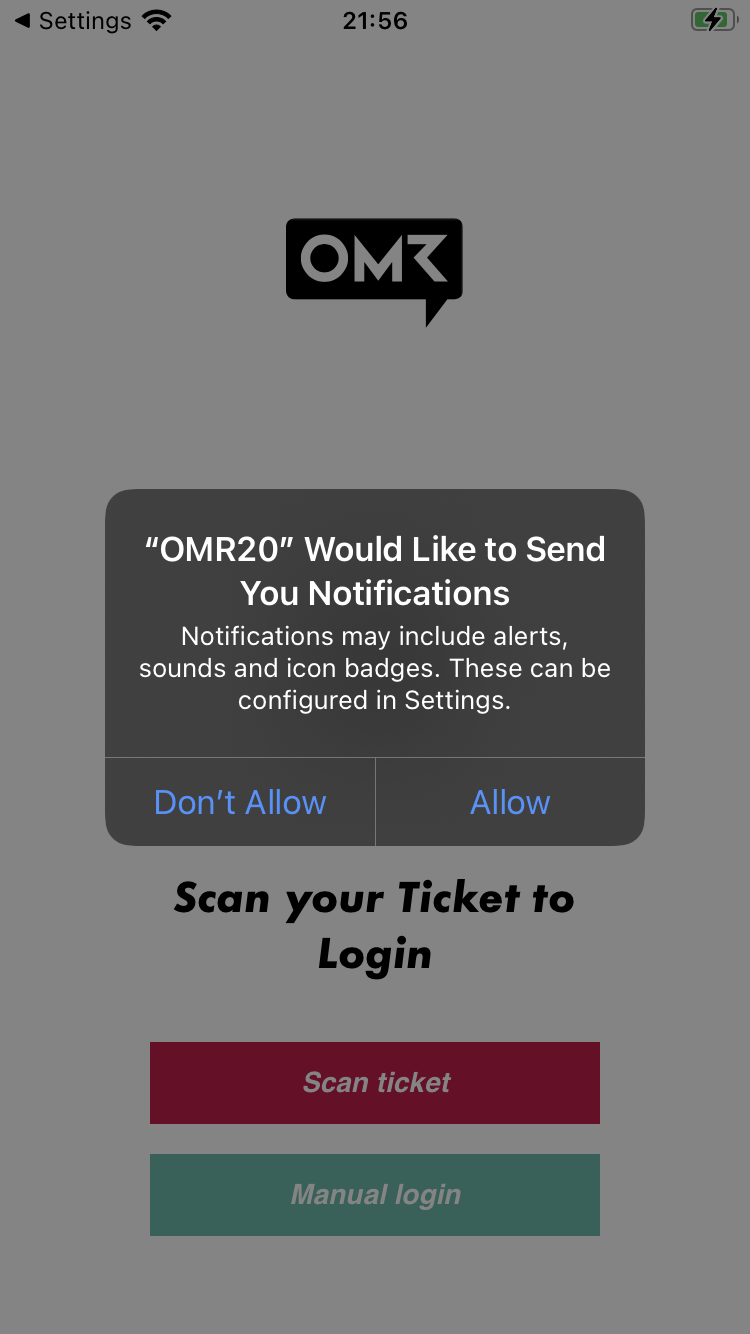 Settings
21:56
OMR
“OMR20” Would Like to Send
You Notifications
Notifications may include alerts,
sounds and icon badges. These can be
configured in Settings.
Don’t Allow
Allow
Scan your Ticket to
Login
Scan ticket
Manual login